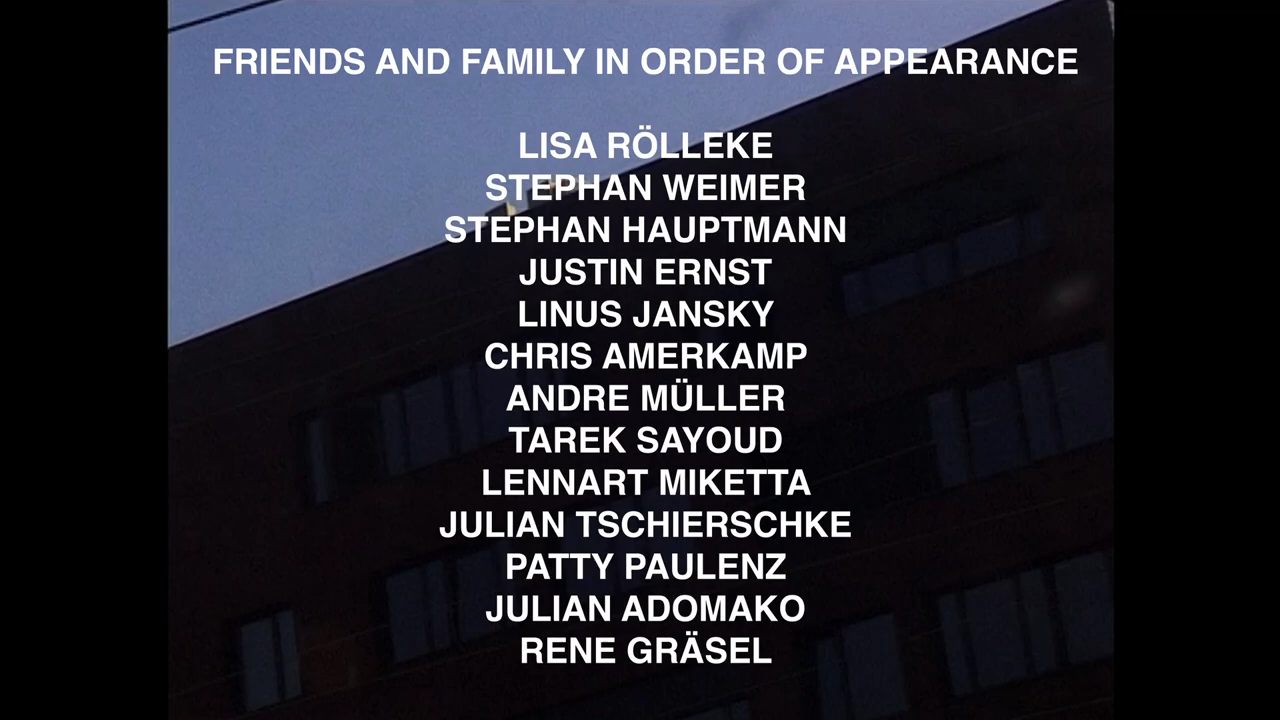 FRIENDS AND FAMILY IN ORDER OF APPEARANCE
LISA RÖLLEKE
STEPHAN WEIMER
STEPHAN HAUPTMANN
JUSTIN ERNST
LINUS JANSKY
CHRIS AMERKAMP
ANDRE MÜLLER
TAREK SAYOUD
LENNART MIKETTA
JULIAN TSCHIERSCHKE
PATTY PAULENZ
JULIAN ADOMAKO
RENE GRÄSEL